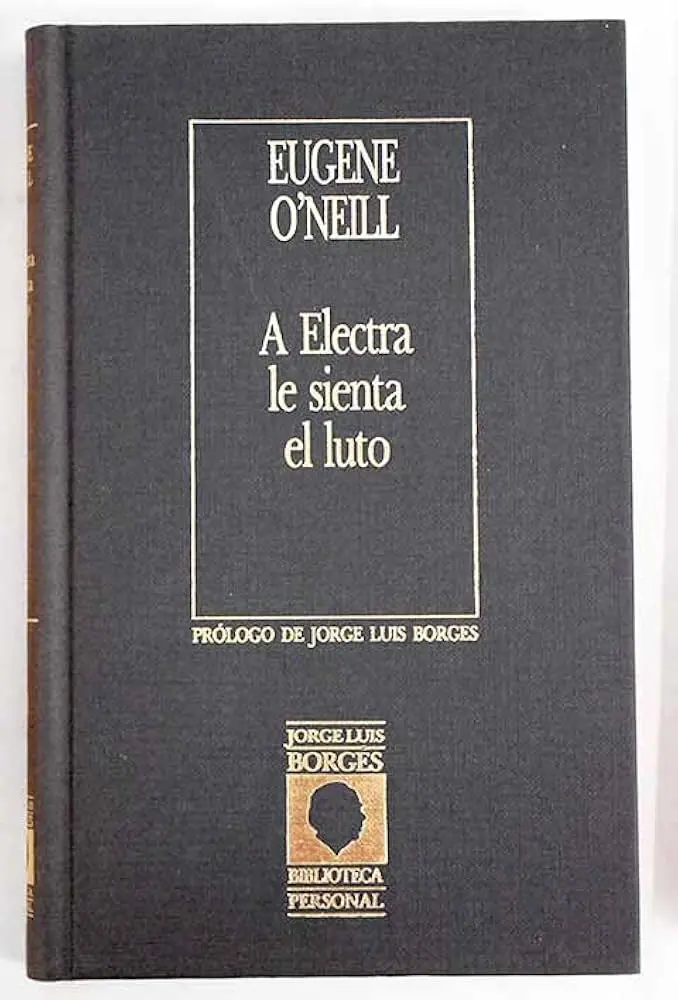 EUGENE
O'NEILL
A Electra
le sienta
el luto
PRÓLOGO DE JORGE LUIS BORGES
JORGE LUIS
BORGES
BIBLIOTECA
PERSONAL